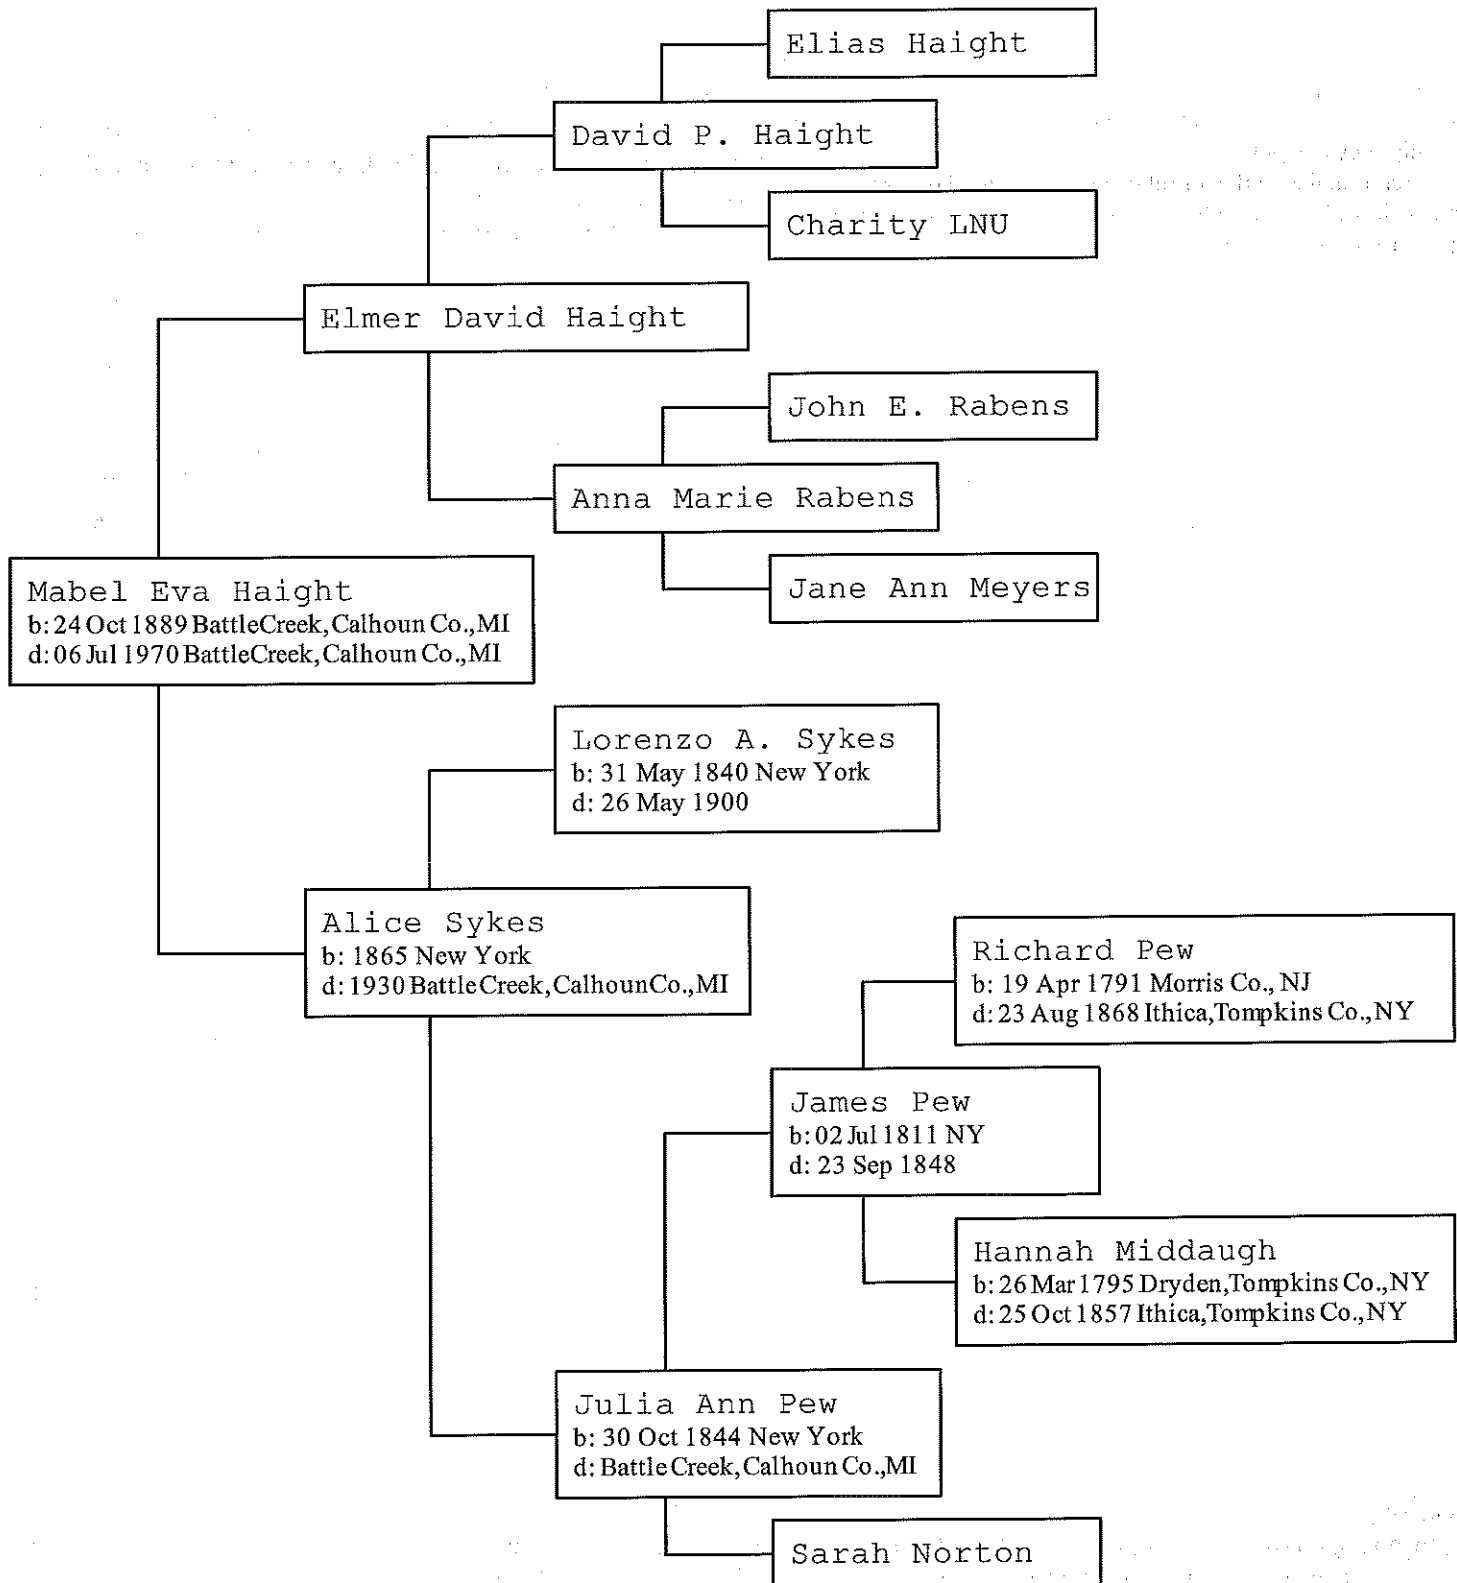 Elias Haight
David P. Haight
Charity LNU
Elmer David Haight
John E. Rabens
Anna Marie Rabens
Jane Ann Meyers
Mabel Eva Haight
b: 24 Oct 1889 Battle Creek, Calhoun Co., MI
d: 06 Jul 1970 Battle Creek, Calhoun Co., MI
Lorenzo A. Sykes
b: 31 May 1840 New York
d: 26 May 1900
Alice Sykes
b: 1865 New York
d: 1930 Battle Creek, Calhoun Co., MI
Richard Pew
b: 19 Apr 1791 Morris Co., NJ
d: 23 Aug 1868 Ithica, Tompkins Co., NY
James Pew
b: 02 Jul 1811 NY
d: 23 Sep 1848
Hannah Middaugh
b: 26 Mar 1795 Dryden, Tompkins Co., NY
d: 25 Oct 1857 Ithica, Tompkins Co., NY
Julia Ann Pew
b: 30 Oct 1844 New York
d: Battle Creek, Calhoun Co., MI
Sarah Norton